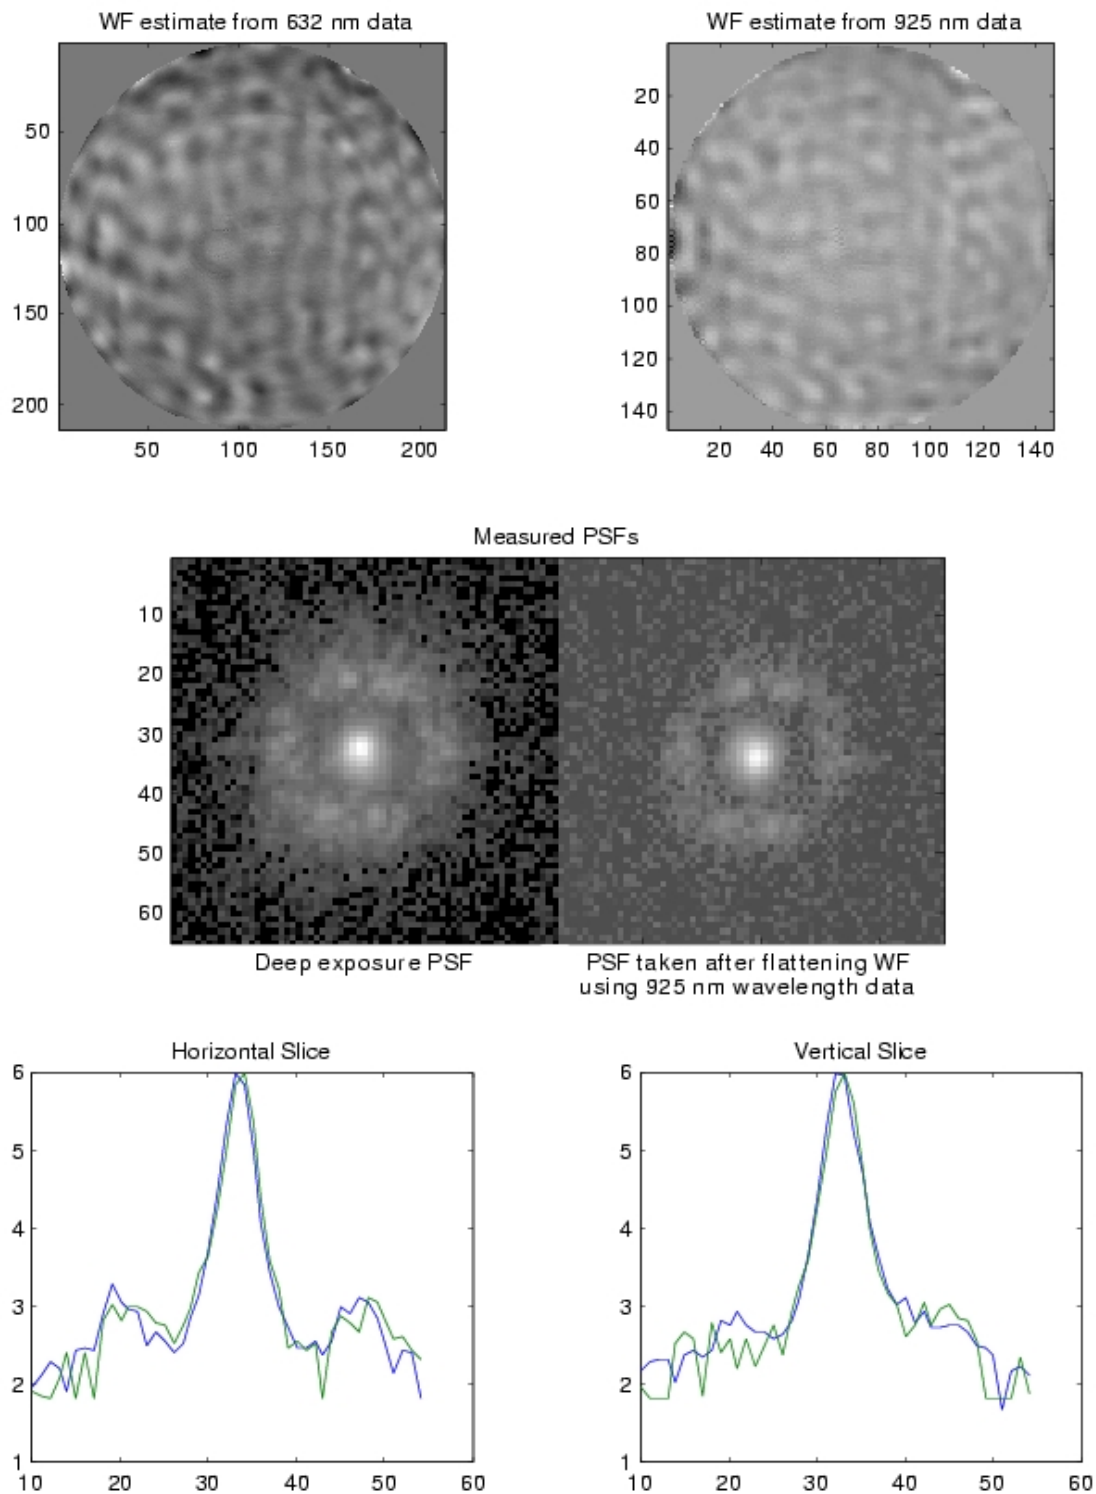 WF estimate from 632 nm data
WF estimate from 925 nm data
50
100
150
200
50 100 150 200
20
40
60
80
100
120
140
20 40 60 80 100 120 140
Measured PSFs
10
20
30
40
50
60
Deep exposure PSF
PSF taken after flattening WF
using 925 nm wavelength data
Horizontal Slice
6
5
4
3
2
1
10 20 30 40 50 60
Vertical Slice
6
5
4
3
2
1
10 20 30 40 50 60